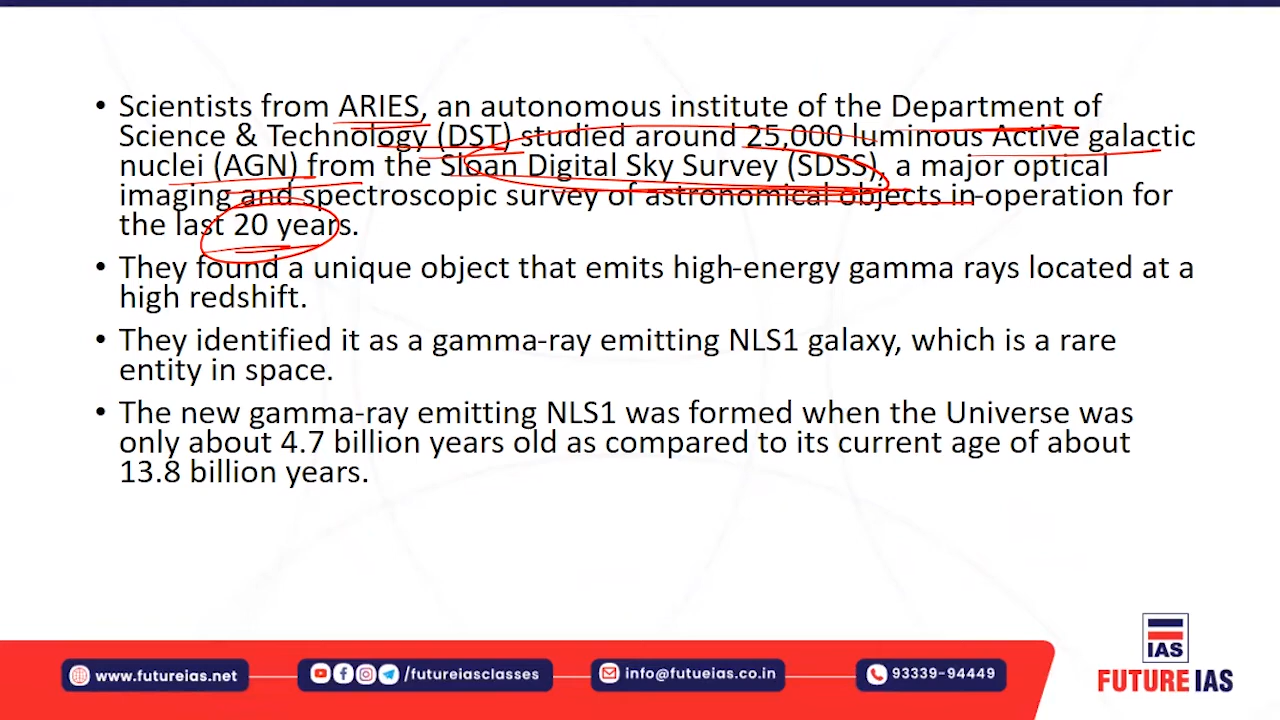 • Scientists from ARIES, an autonomous institute of the Department of
Science & Technology (DST) studied around 25,000 luminous Active galactic
nuclei (AGN) from the Sloan Digital Sky Survey (SDSS), a major optical
imaging and spectroscopic survey of astronomical objects in-operation for
the last 20 years.
• They found a unique object that emits high-energy gamma rays located at a
high redshift.
• They identified it as a gamma-ray emitting NLS1 galaxy, which is a rare
entity in space.
• The new gamma-ray emitting NLS1 was formed when the Universe was
only about 4.7 billion years old as compared to its current age of about
13.8 billion years.
IAS
FUTURE IAS
www.futureias.net
/futureiasclasses
info@futureias.co.in
93339-94449